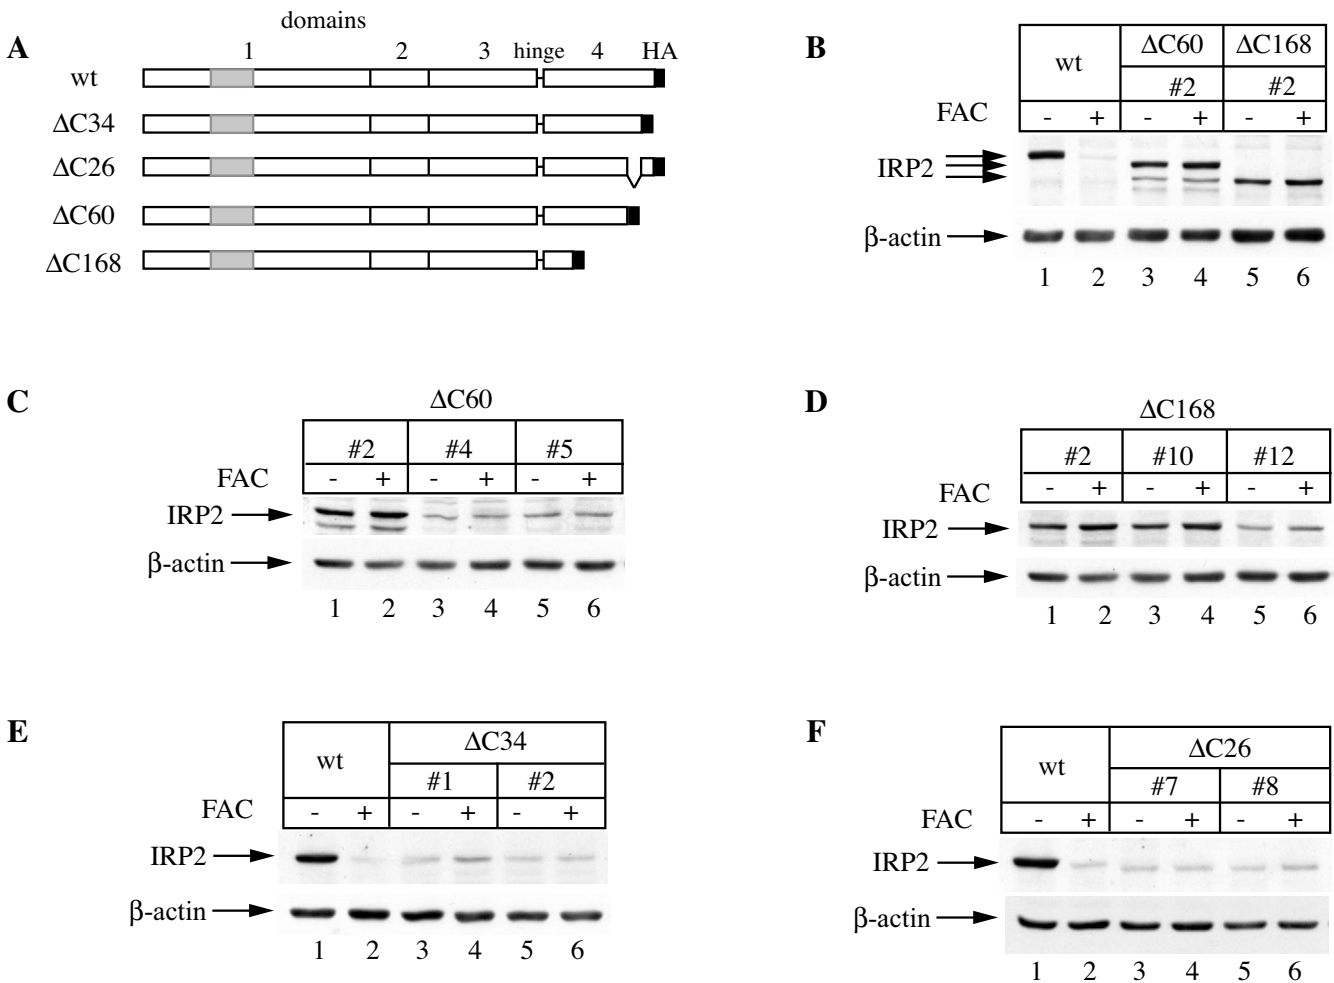 A
domains
1 2 3 hinge 4 HA
wt
ΔC34
ΔC26
ΔC60
ΔC168
B
wt ΔC60 ΔC168
#2 #2
FAC - + - + - +
IRP2
β-actin
1 2 3 4 5 6
C
ΔC60
#2 #4 #5
FAC - + - + - +
IRP2
β-actin
1 2 3 4 5 6
D
ΔC168
#2 #10 #12
FAC - + - + - +
IRP2
β-actin
1 2 3 4 5 6
E
wt ΔC34
#1 #2
FAC - + - + - +
IRP2
β-actin
1 2 3 4 5 6
F
wt ΔC26
#7 #8
FAC - + - + - +
IRP2
β-actin
1 2 3 4 5 6